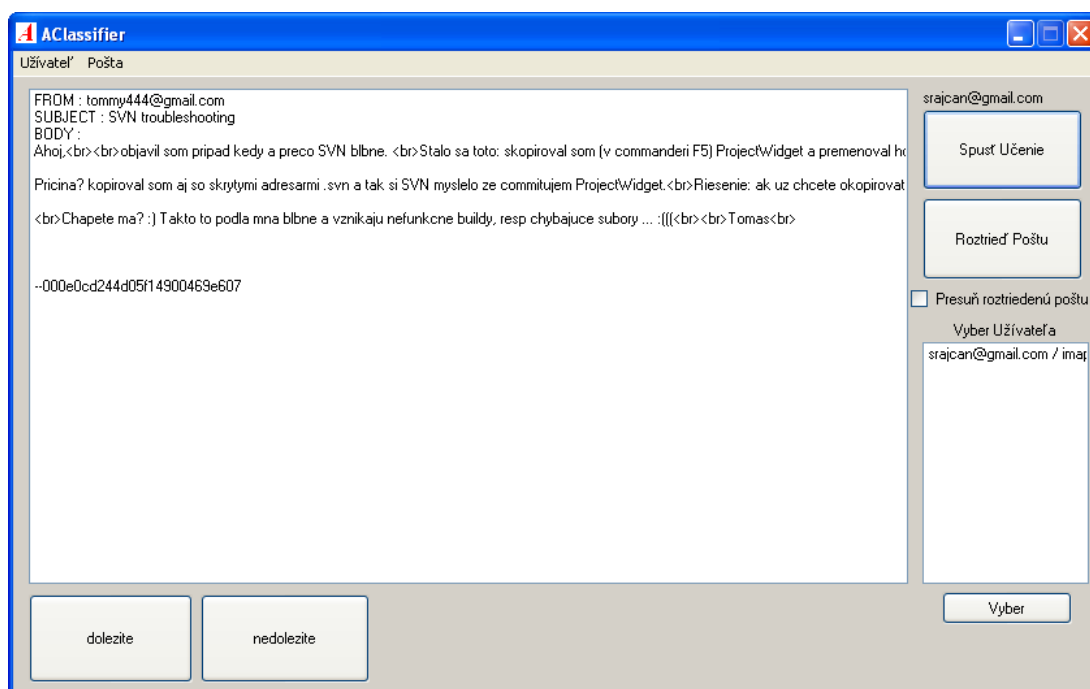 AClassifier
Užívateľ Pošta
FROM : tommy444@gmail.com
SUBJECT : SVN troubleshooting
BODY :
Ahoj,<br><br>objavil som pripad kedy a preco SVN blbne. <br>Stalo sa toto: skopiroval som (v commanderi F5) ProjectWidget a premenoval
Pricina? kopiroval som aj so skrytymi adresarmi .svn a tak si SVN myslelo ze commitujem ProjectWidget.<br>Riesenie: ak uz chcete okopirovat
<br>Chapete ma? :) Takto to podla mna blbne a vznikaju nefunkcne buildy, resp chybajuce subory ... :(((<br><br>Tomas<br>
--000e0cd244d05f14900469e607
srajcan@gmail.com
Spusť Učenie
Roztrieď Poštu
Presuň roztriedenú poštu
Vyber Užívateľa
srajcan@gmail.com / imap
Vyber
dolezite
nedolezite